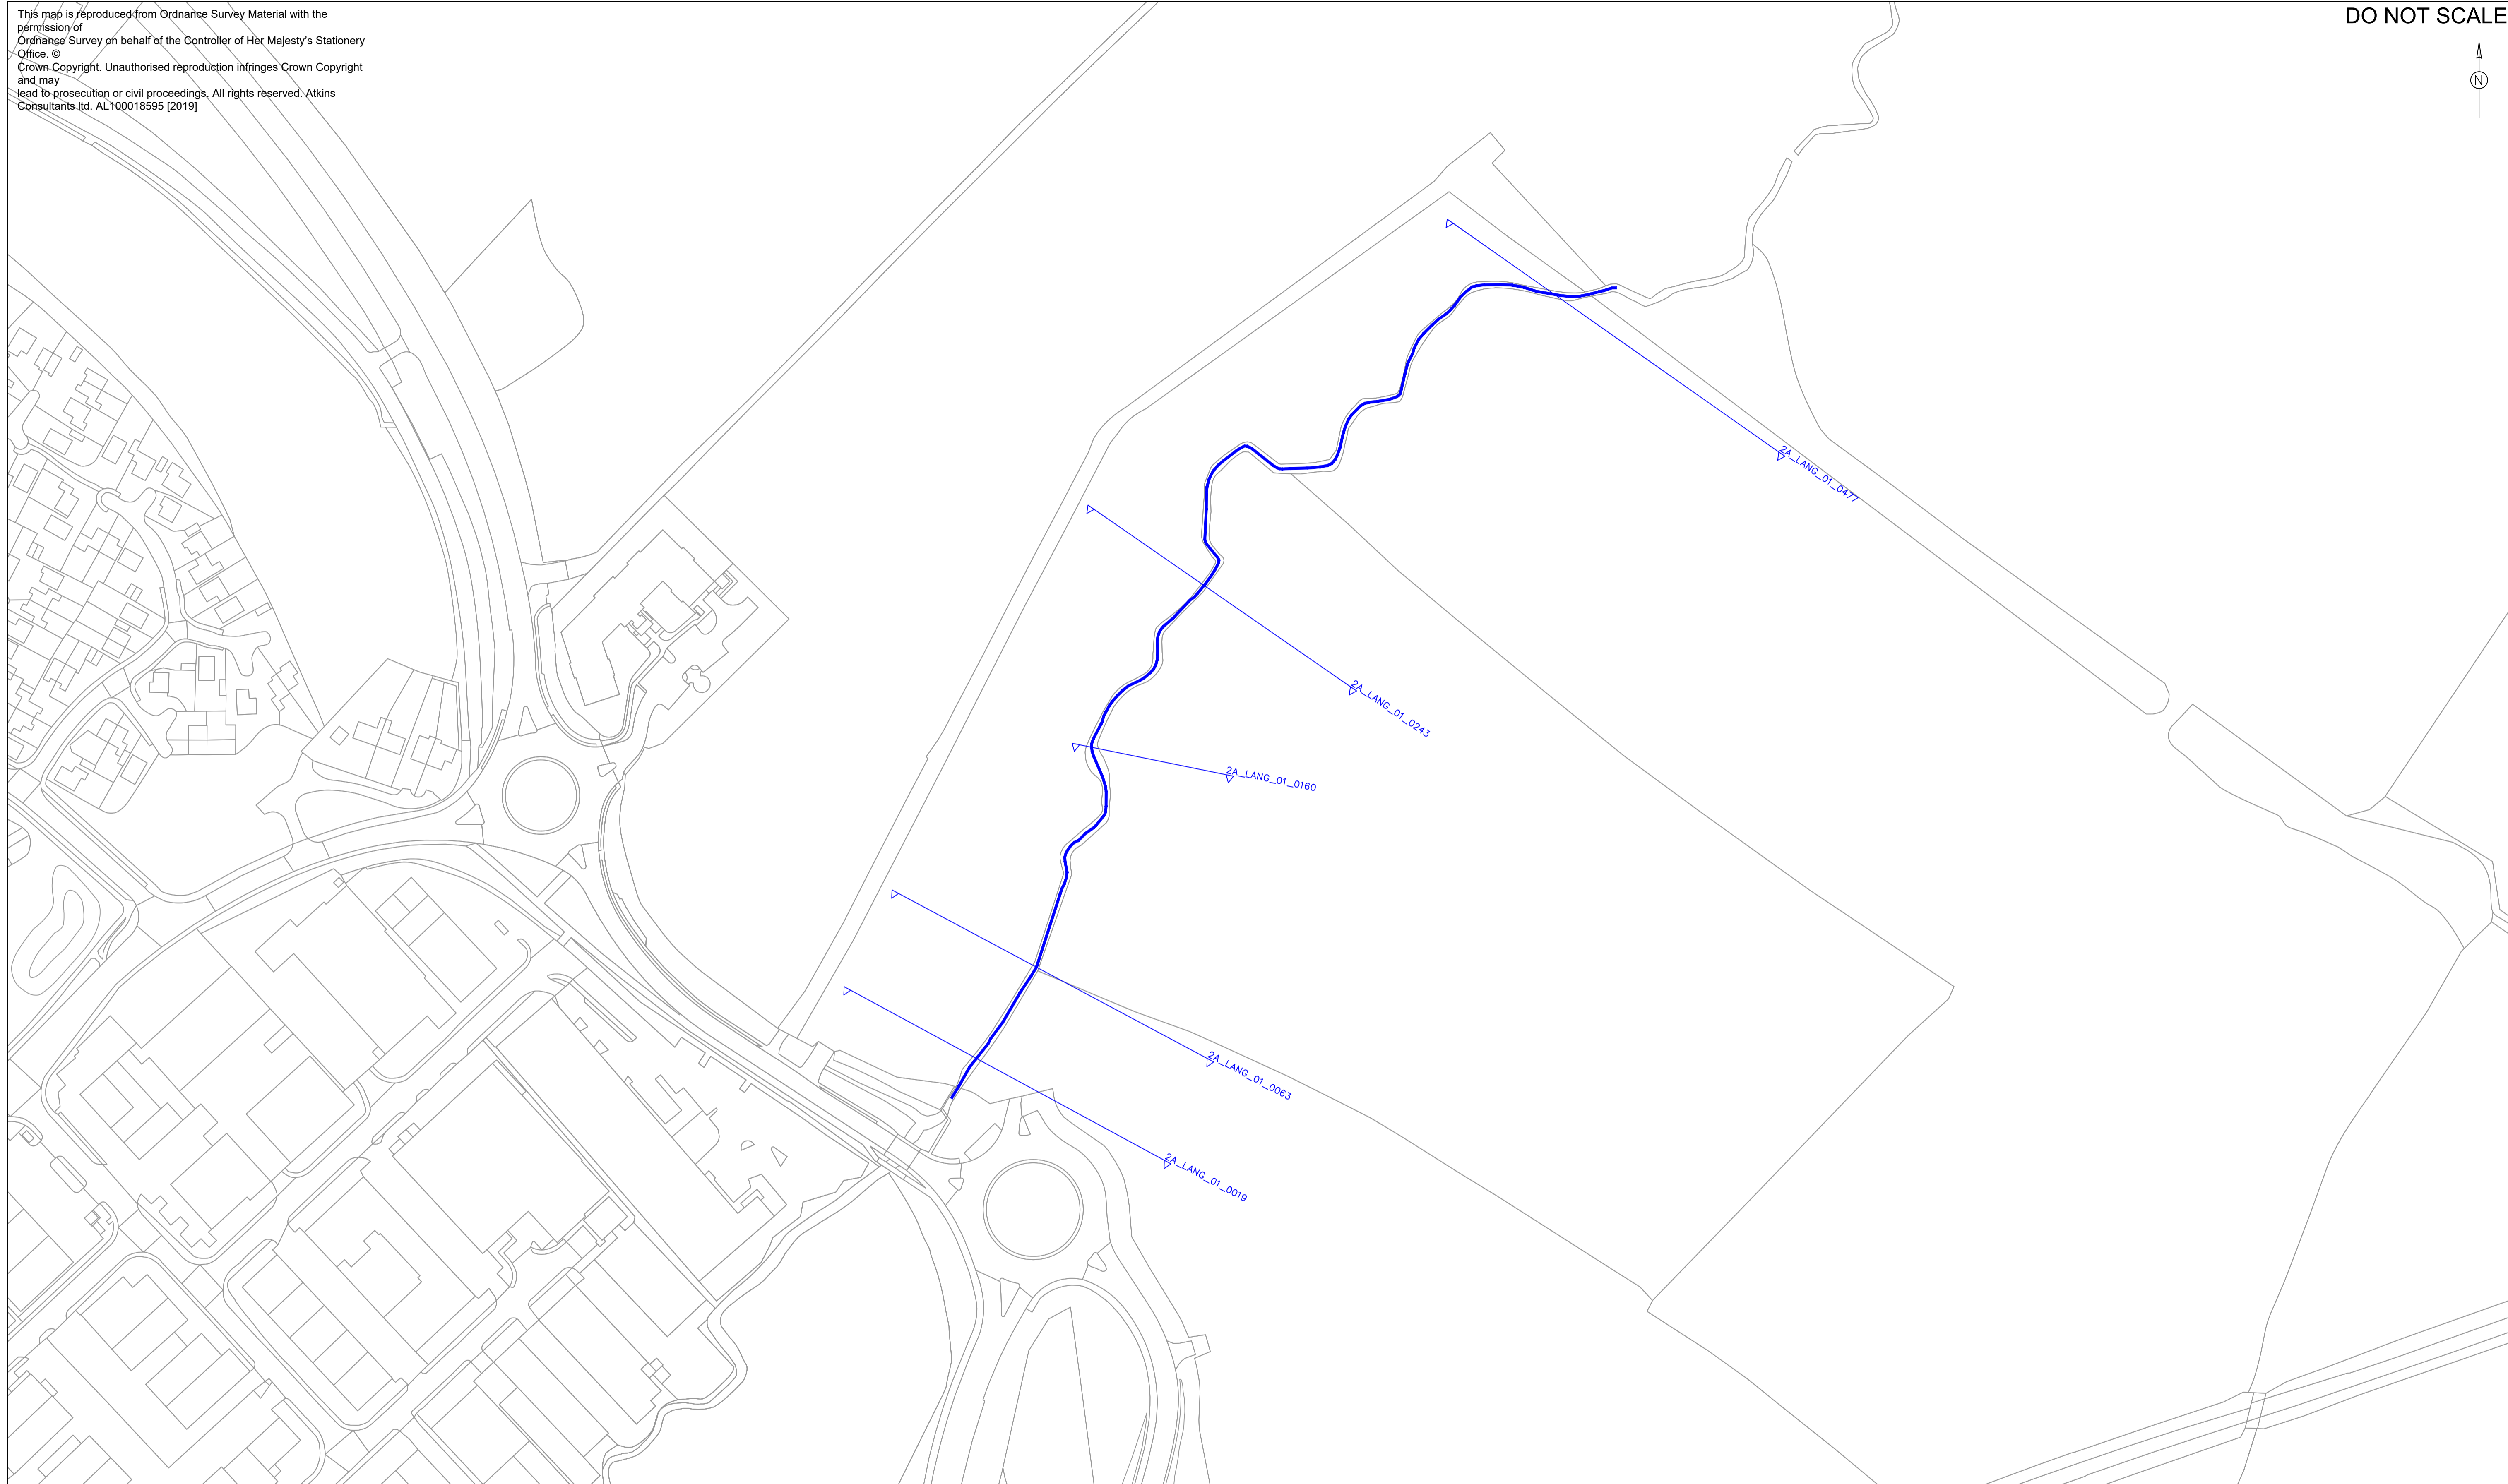 This map is reproduced from Ordnance Survey Material with the
permission of
Ordnance Survey on behalf of the Controller of Her Majesty's Stationery
Office. ©
Crown Copyright. Unauthorised reproduction infringes Crown Copyright
and may
lead to prosecution or civil proceedings. All rights reserved. Atkins
Consultants ltd. AL100018595 [2019]
DO NOT SCALE
N
2A_LANG_01_0477
2A_LANG_01_0243
2A_LANG_01_0160
2A_LANG_01_0063
2A_LANG_01_0019